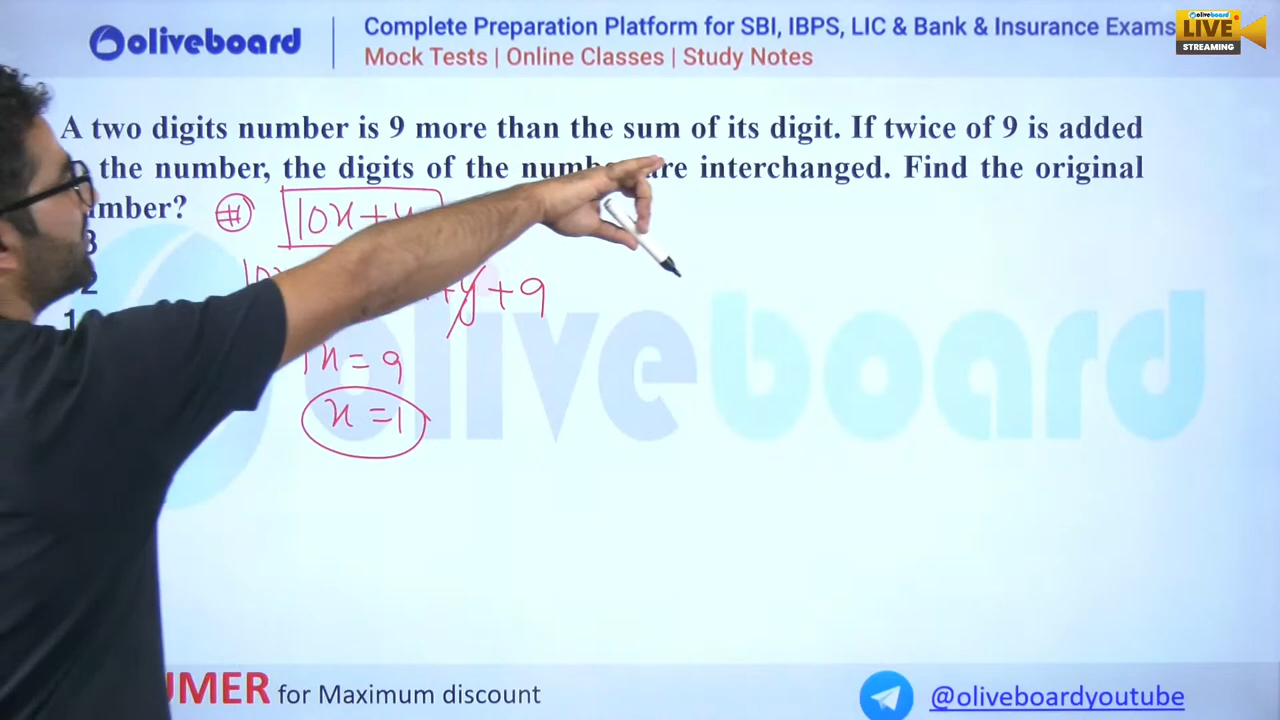 oliveboard
Complete Preparation Platform for SBI, IBPS, LIC & Bank & Insurance Exams
Mock Tests | Online Classes | Study Notes
oliveboard
LIVE
STREAMING
A two digits number is 9 more than the sum of its digit. If twice of 9 is added
the number, the digits of the are interchanged. Find the original
10x+y
+y+9
x=9
x=1
oliveboard
for Maximum discount
@oliveboardyoutube